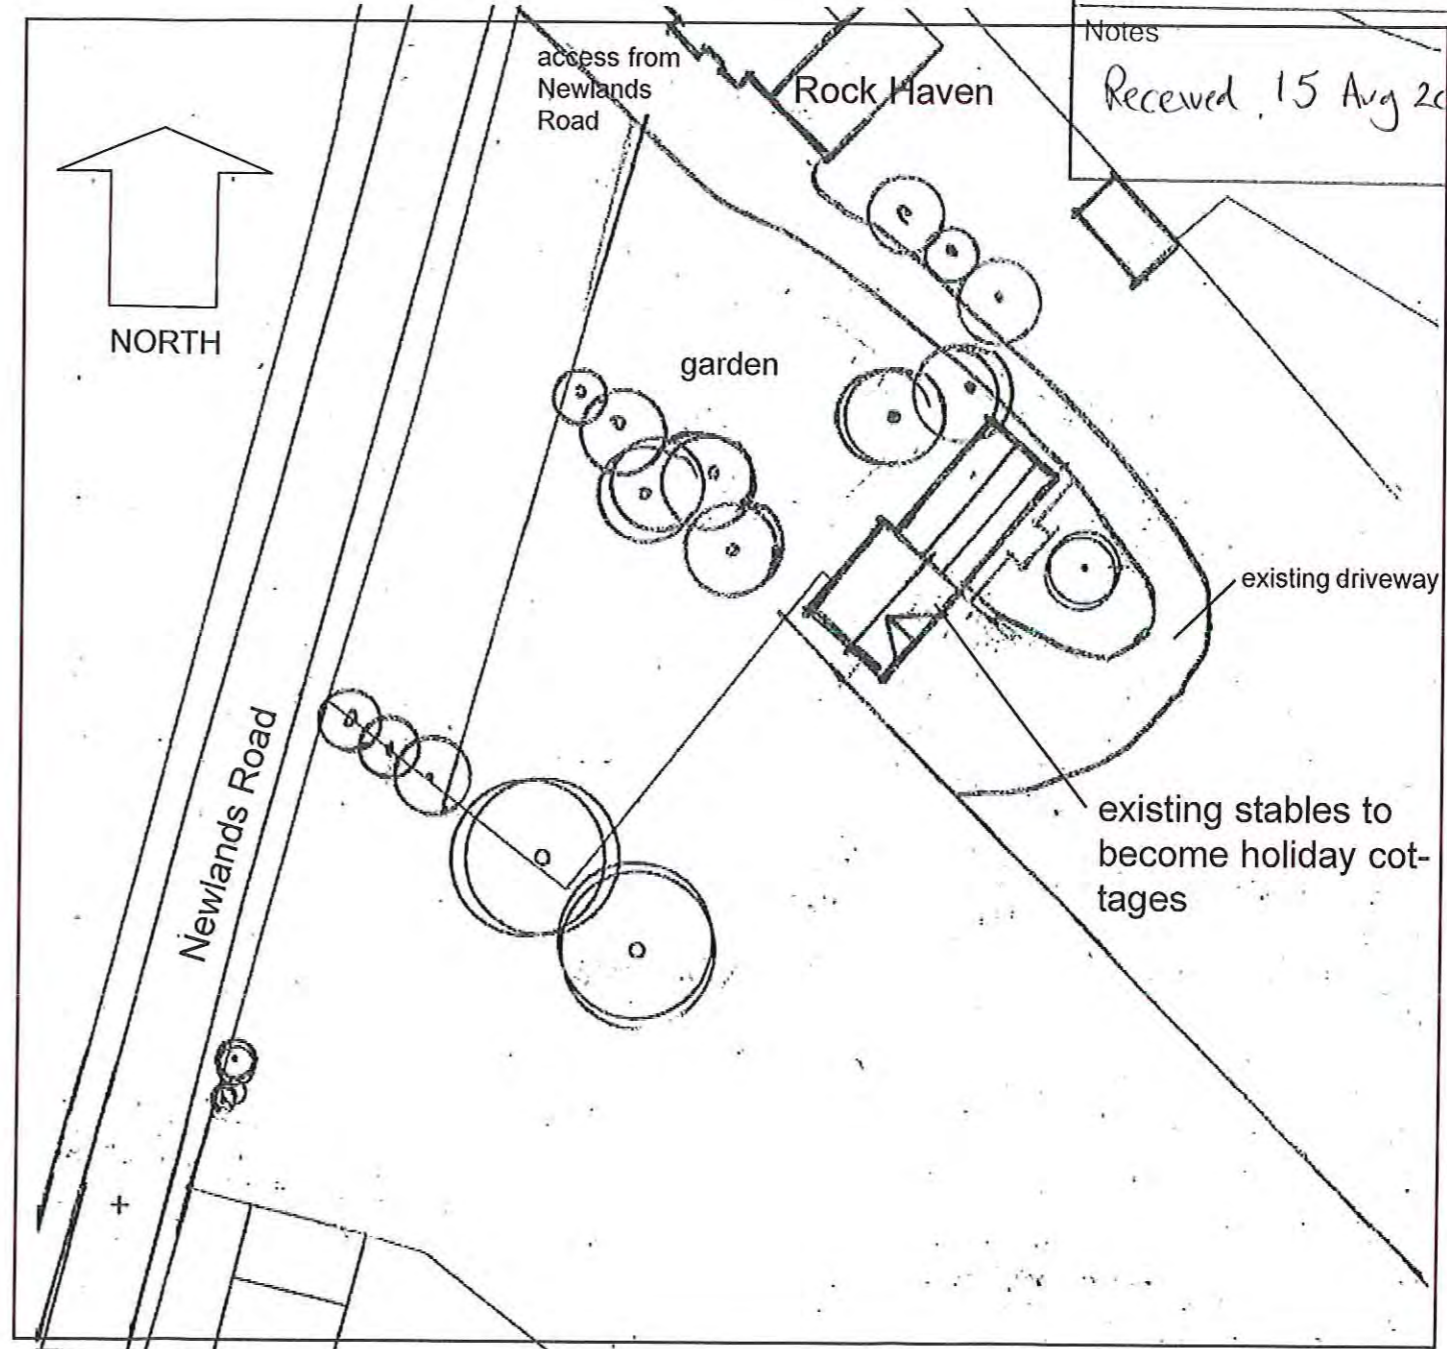 access from
Newlands
Road
Rock Haven
Notes
Received 15 Aug
NORTH
garden
existing driveway
Newlands Road
existing stables to
become holiday cot-
tages